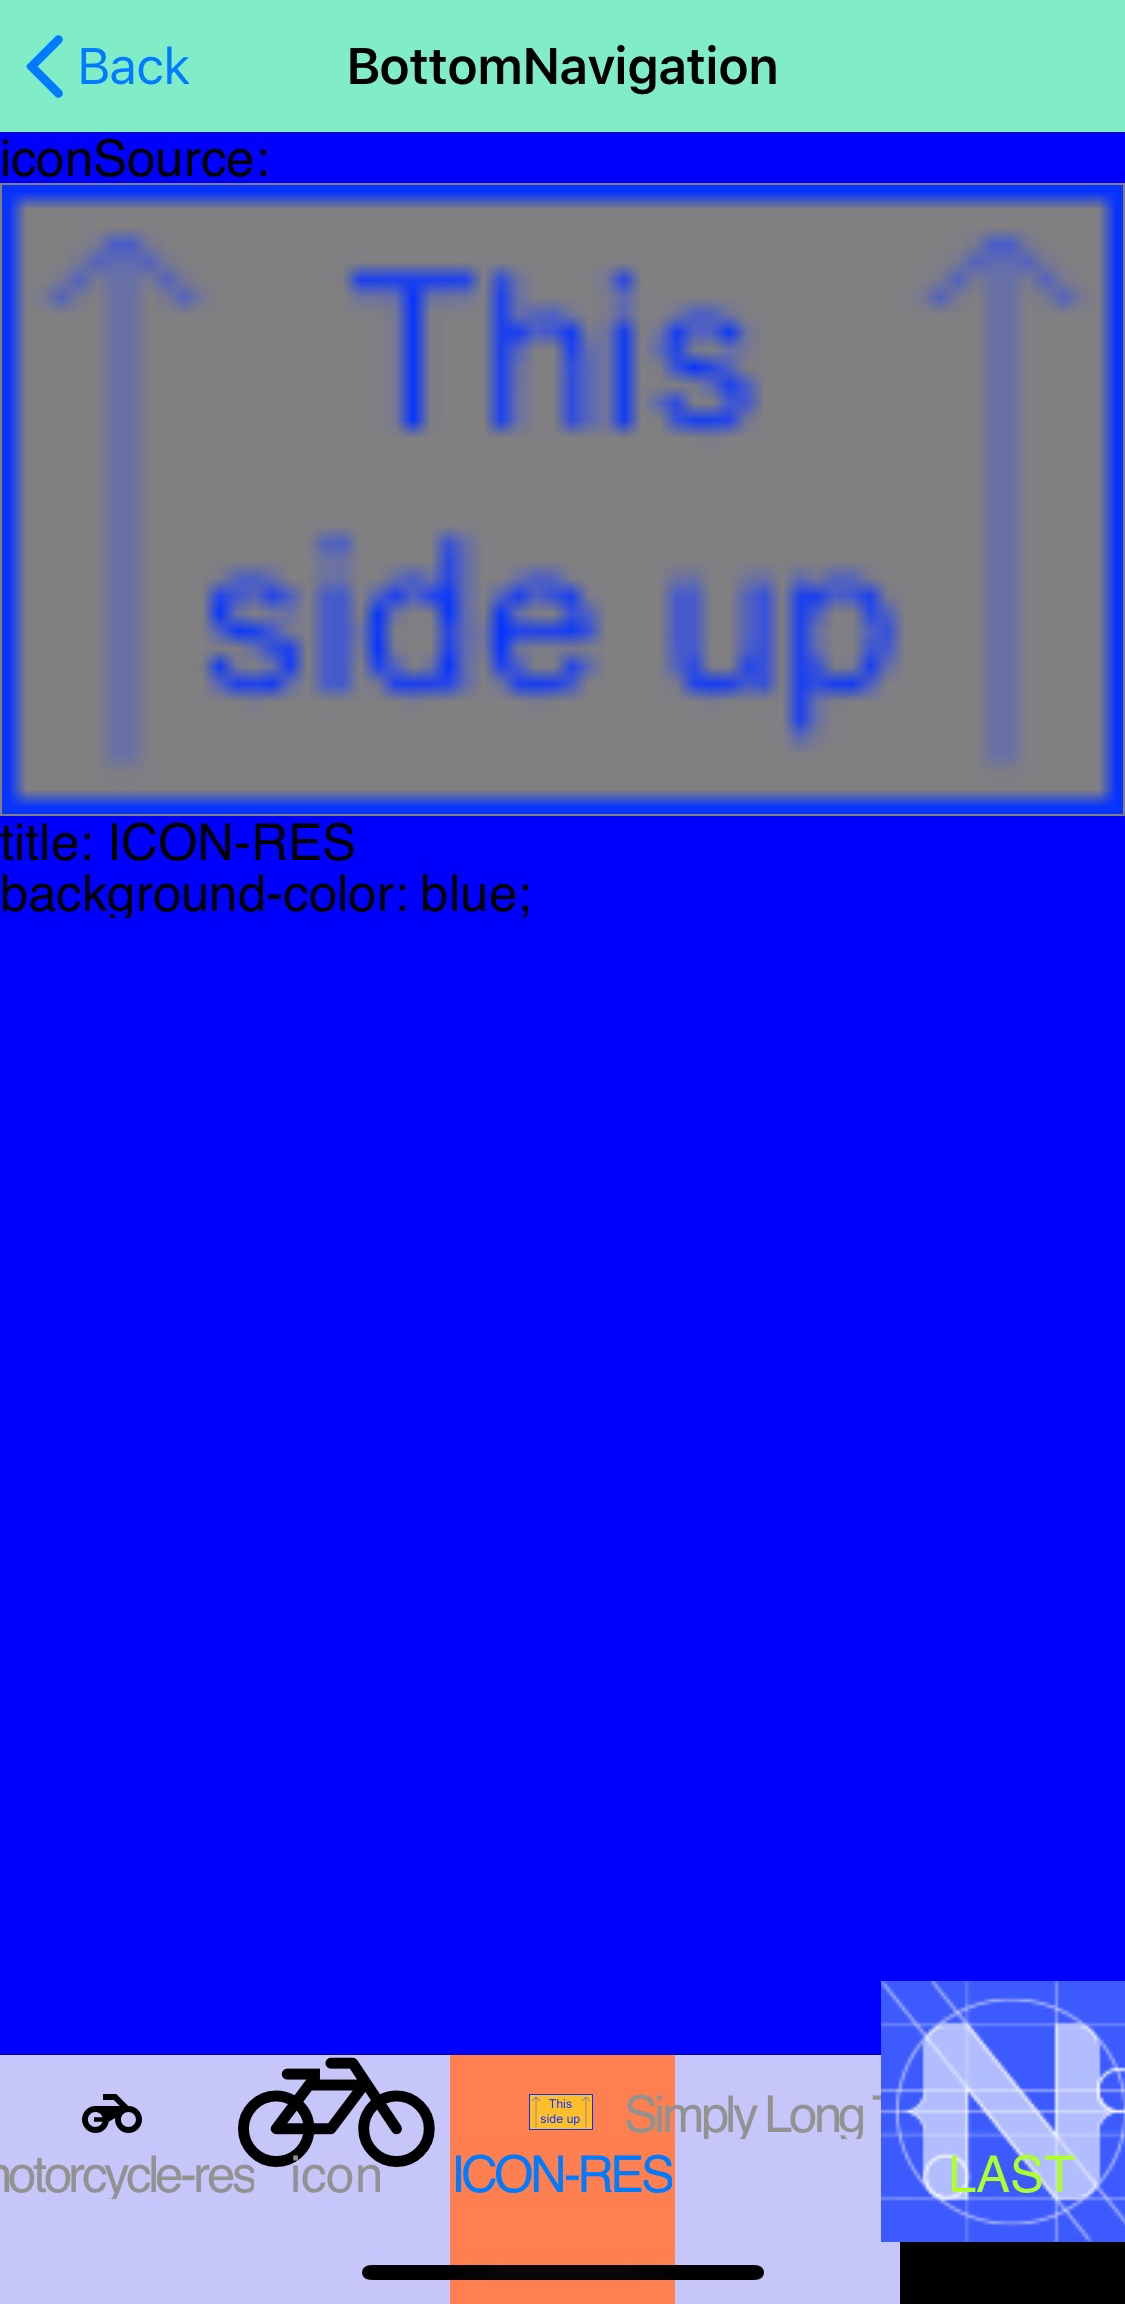 Back
BottomNavigation
iconSource:
This
side up
title: ICON-RES
background-color: blue;
This
side up
Simply Long
motorcycle-res
icon
ICON-RES
LAST